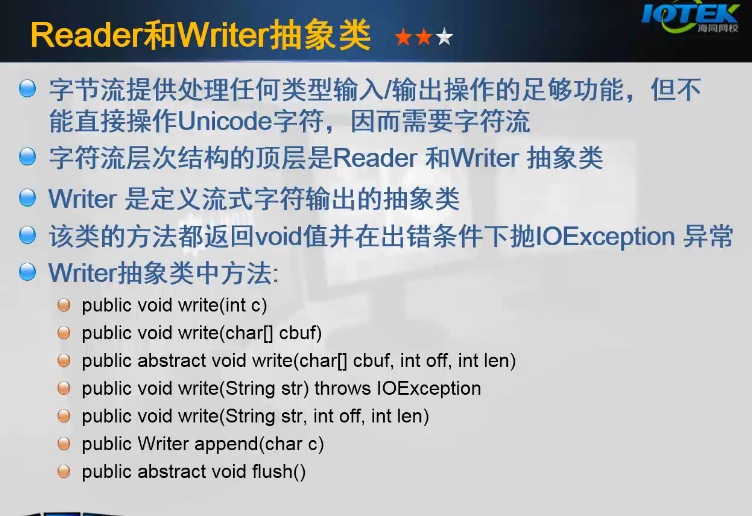 Reader和Writer抽象类
IOTEK
海同网校
字节流提供处理任何类型输入/输出操作的足够功能，但不
能直接操作Unicode字符，因而需要字符流
字符流层次结构的顶层是Reader 和Writer 抽象类
Writer 是定义流式字符输出的抽象类
该类的方法都返回void值并在出错条件下抛IOException 异常
Writer抽象类中方法:
public void write(int c)
public void write(char[] cbuf)
public abstract void write(char[] cbuf, int off, int len)
public void write(String str) throws IOException
public void write(String str, int off, int len)
public Writer append(char c)
public abstract void flush()